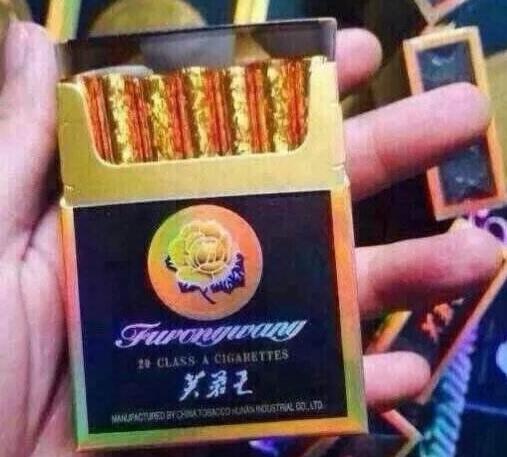 Furongwang
20 CLASS A CIGARETTES
芙蓉王
MANUFACTURED BY CHINA TOBACCO HUNAN INDUSTRIAL CO., LTD.